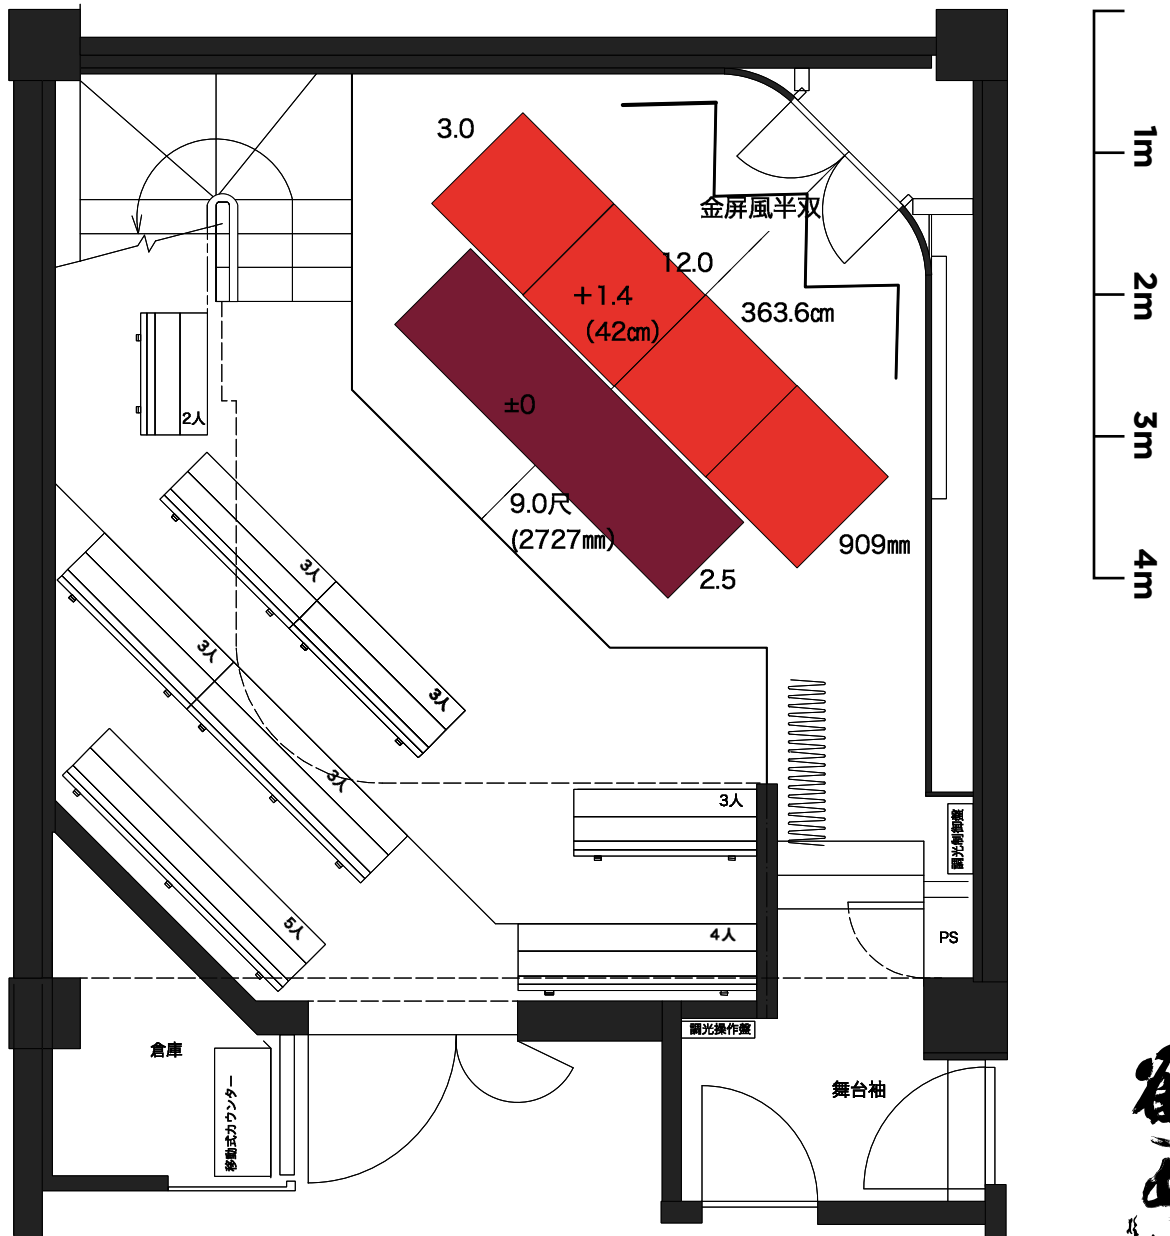 3.0
1m
金屏風半双
12.0
2m
+1.4
(42㎝)
363.6㎝
±0
2人
3m
9.0尺
(2727㎜)
909㎜
4m
2.5
3人
3人
3人
3人
3人
調光制御盤
5人
4人
PS
調光操作盤
倉庫
移動式カウンター
舞台袖